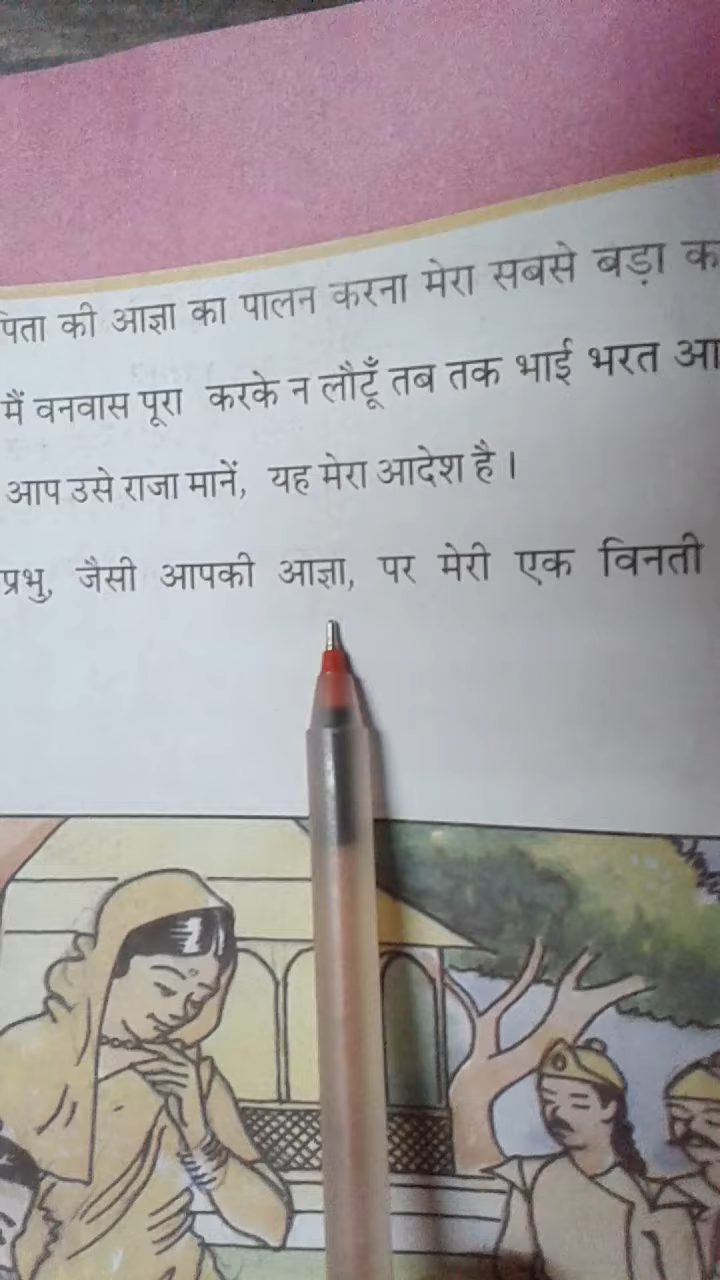 पिता की आज्ञा का पालन करना मेरा सबसे बड़ा
मैं वनवास पूरा करके न लौटूँ तब तक भाई भरत
आप उसे राजा मानें, यह मेरा आदेश है ।
प्रभु, जैसी आपकी आज्ञा, पर मेरी एक विनती